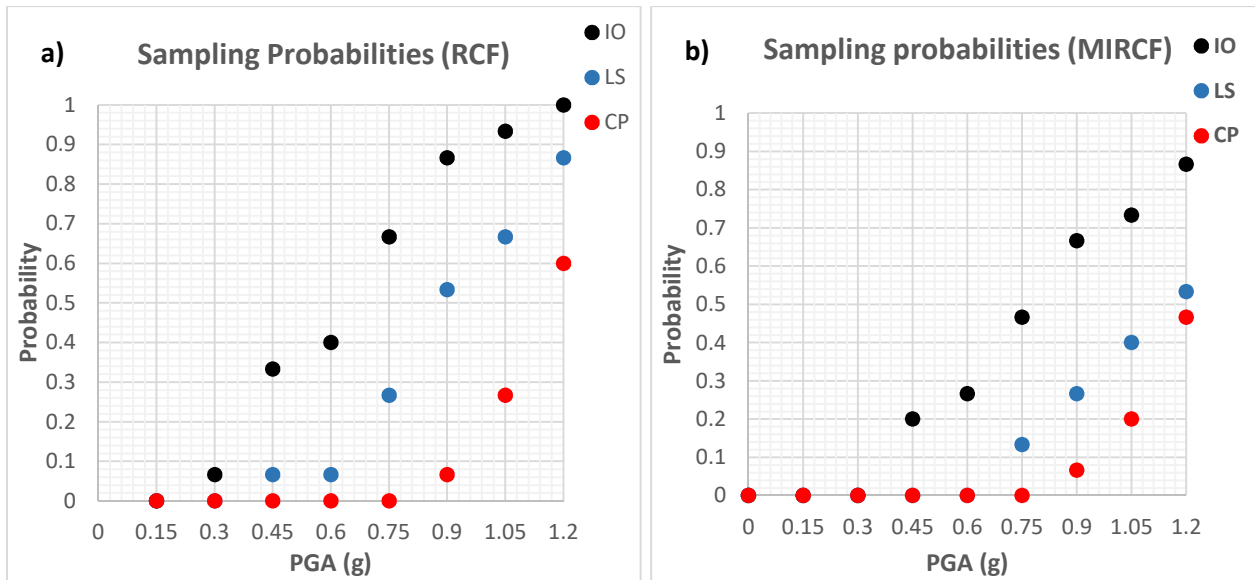 a) Sampling Probabilities (RCF)
IO
LS
CP
1
0.9
0.8
0.7
0.6
0.5
0.4
0.3
0.2
0.1
0
Probability
0 0.15 0.3 0.45 0.6 0.75 0.9 1.05 1.2
PGA (g)
b) Sampling probabilities (MIRCF)
IO
LS
CP
1
0.9
0.8
0.7
0.6
0.5
0.4
0.3
0.2
0.1
0
Probability
0 0.15 0.3 0.45 0.6 0.75 0.9 1.05 1.2
PGA (g)